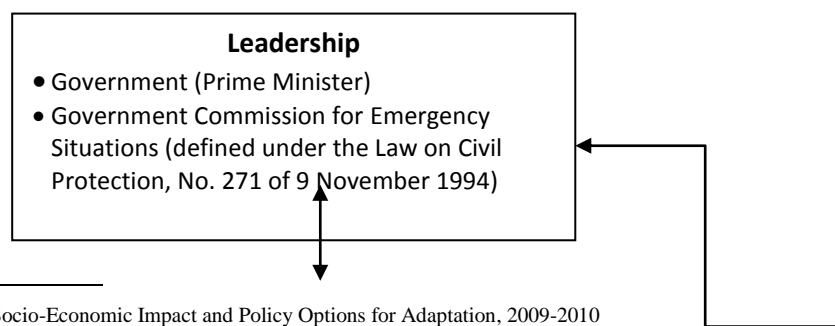 Leadership
• Government (Prime Minister)
• Government Commission for Emergency
Situations (defined under the Law on Civil
Protection, No. 271 of 9 November 1994)
Socio-Economic Impact and Policy Options for Adaptation, 2009-2010